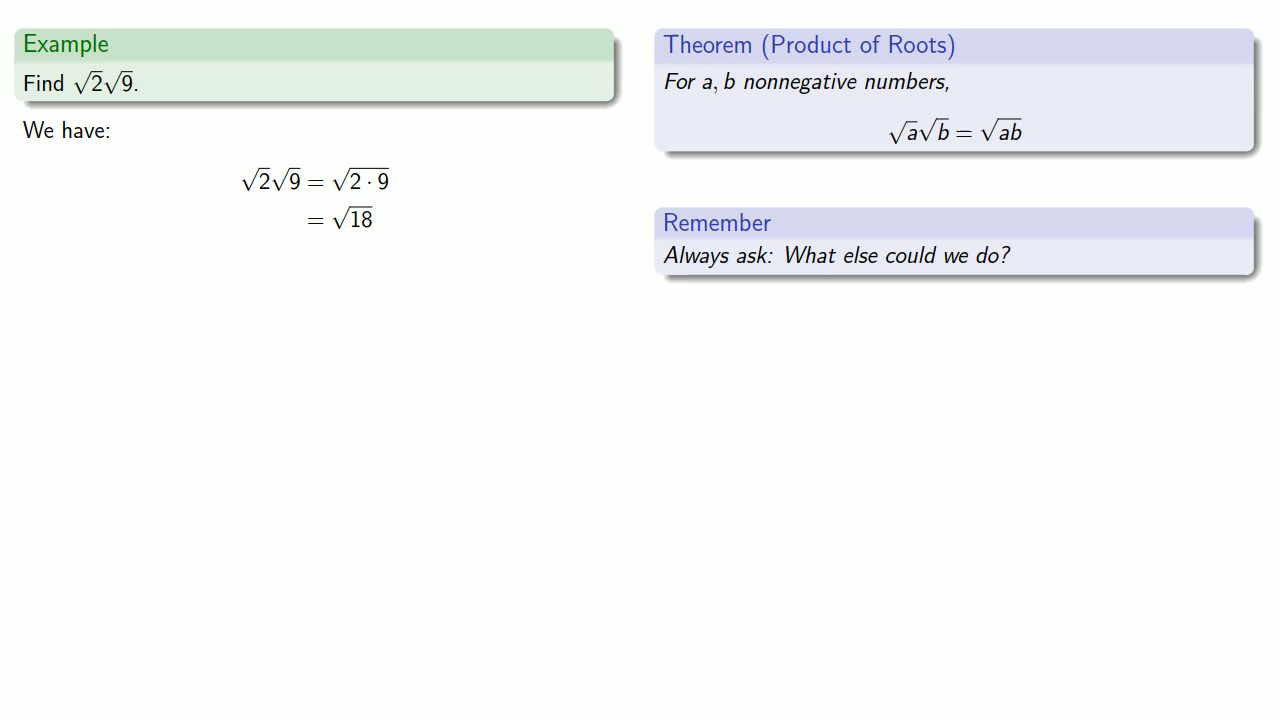 Example
Find √2√9.
We have:
√2√9 = √2 · 9
= √18
Theorem (Product of Roots)
For a, b nonnegative numbers,
√a√b = √ab
Remember
Always ask: What else could we do?